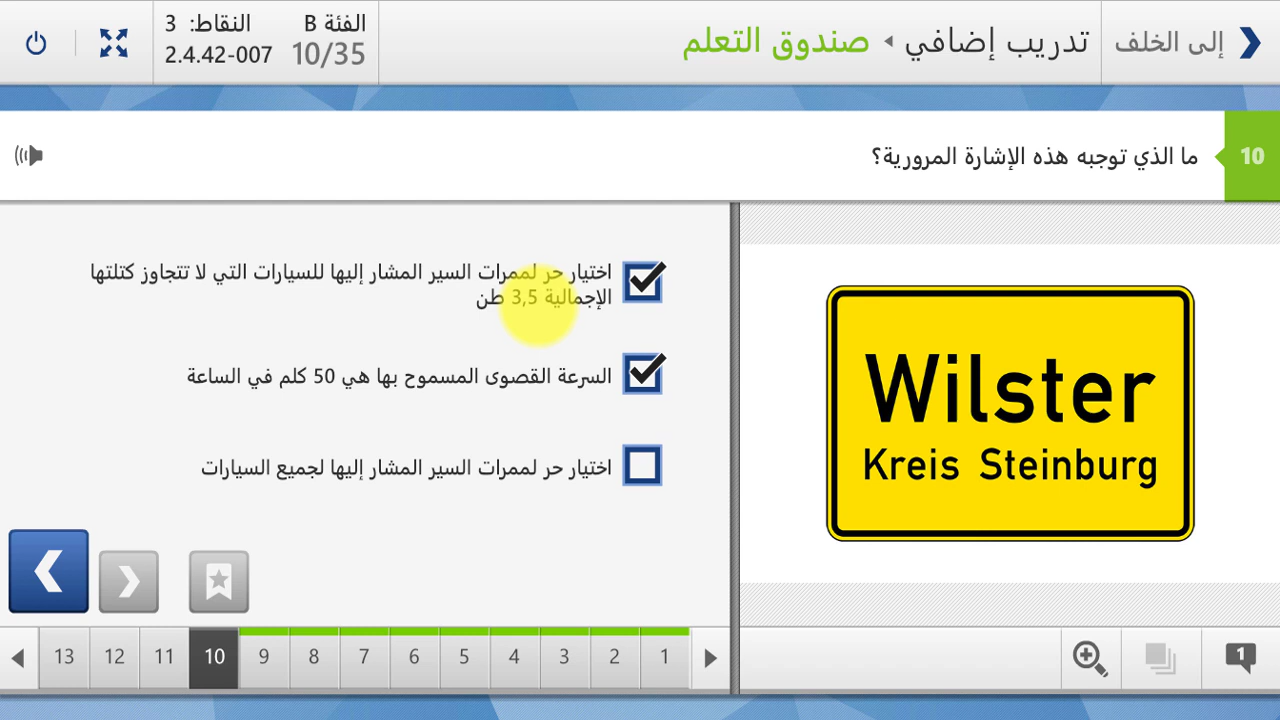 إلى الخلف
تدريب إضافي ◂ صندوق التعلم
الفئة B
10/35
النقاط: 3
2.4.42-007
10
ما الذي توجبه هذه الإشارة المرورية؟
اختيار حر لممرات السير المشار إليها للسيارات التي لا تتجاوز كتلتها
الإجمالية 3,5 طن
السرعة القصوى المسموح بها هي 50 كلم في الساعة
اختيار حر لممرات السير المشار إليها لجميع السيارات
Wilster
Kreis Steinburg
13 12 11 10 9 8 7 6 5 4 3 2 1
1